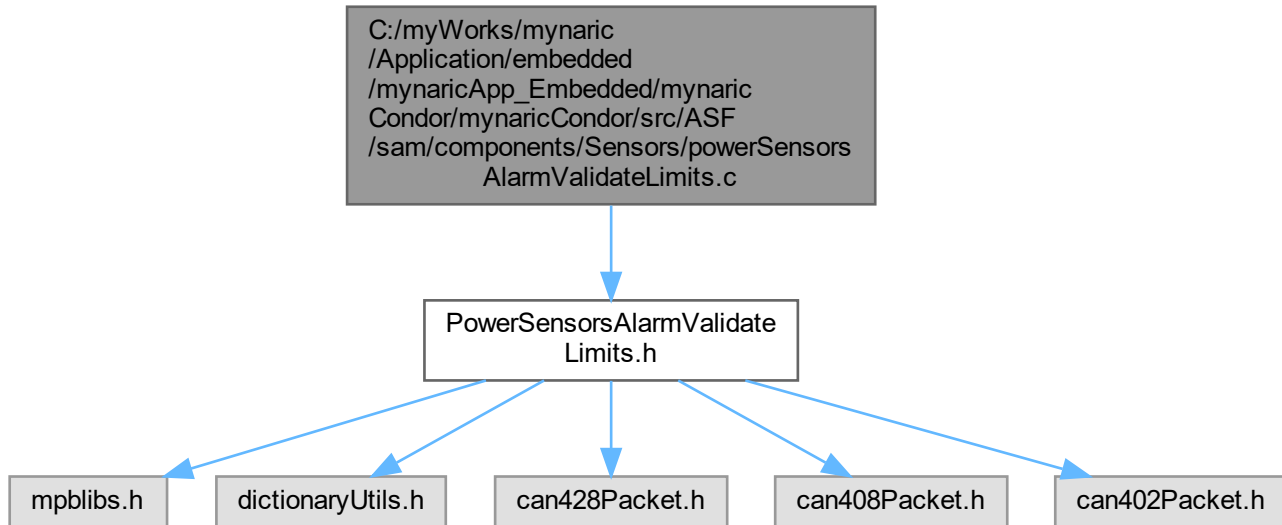 C:/myWorks/mynaric
/Application/embedded
/mynaricApp_Embedded/mynaric
Condor/mynaricCondor/src/ASF
/sam/components/Sensors/powerSensors
AlarmValidateLimits.c
PowerSensorsAlarmValidate
Limits.h
mpblibs.h
dictionaryUtils.h
can428Packet.h
can408Packet.h
can402Packet.h